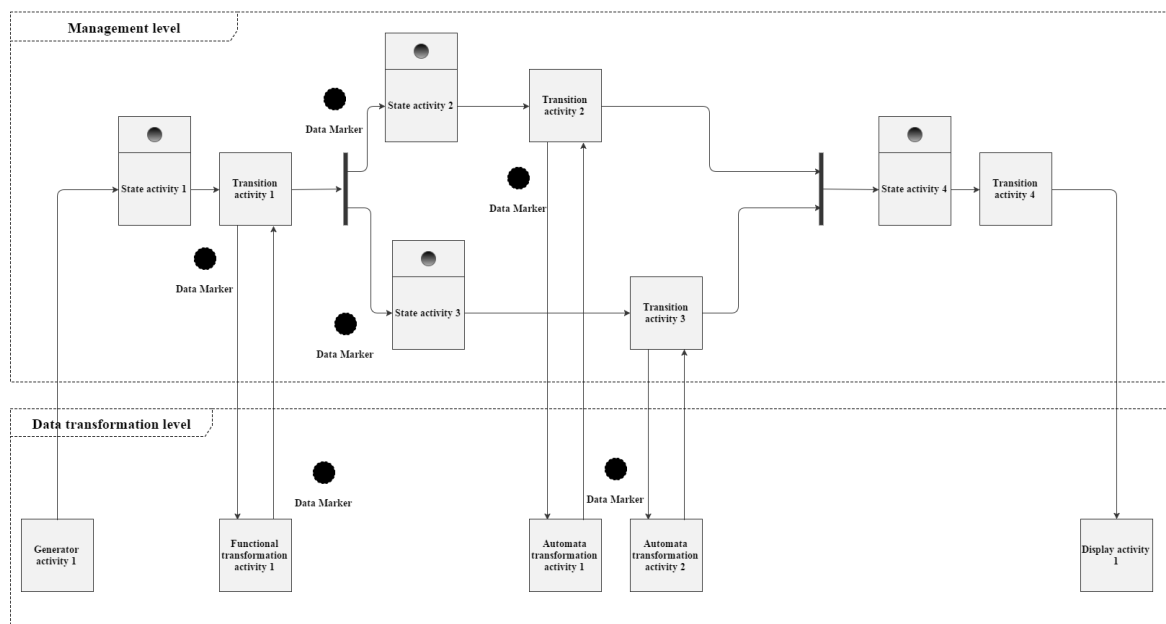 Management level
Data Marker
State activity 2
Transition
activity 2
State activity 1
Transition
activity 1
Data Marker
State activity 4
Transition
activity 4
Data Marker
State activity 3
Transition
activity 3
Data Marker
Data Transformation level
Data Marker
Data Marker
Generator
activity 1
Functional
transformation
activity 1
Automata
transformation
activity 1
Automata
transformation
activity 2
Display activity
1